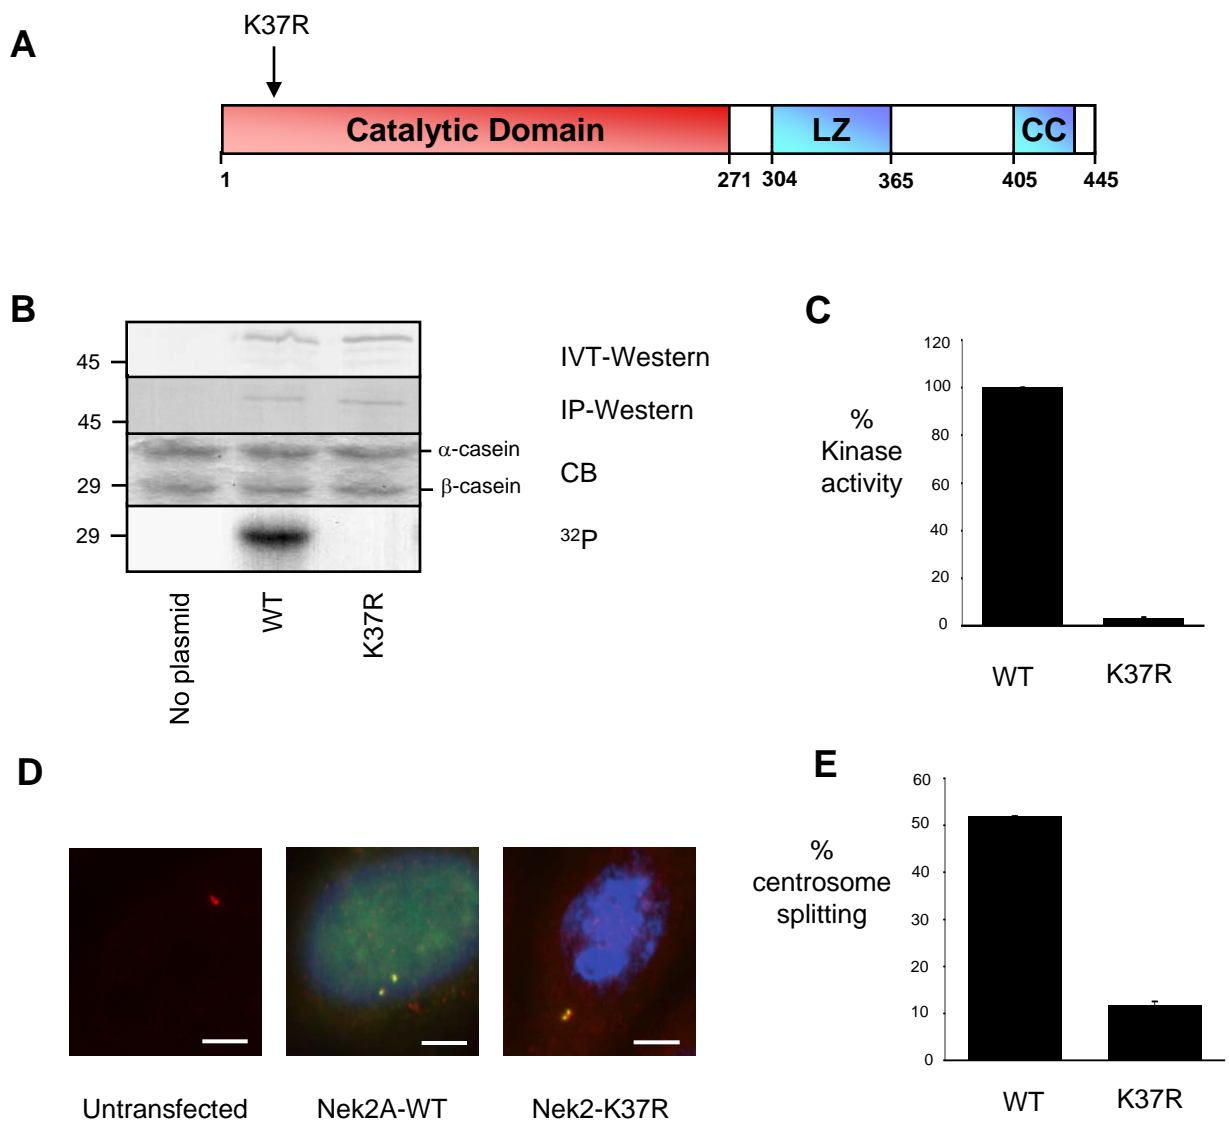 A
K37R
Catalytic Domain
LZ
CC
1
271
304
365
405
445
B
45
IVT-Western
45
IP-Western
α-casein
29
β-casein
CB
29
32P
No plasmid
WT
K37R
C
%
Kinase
activity
120
100
80
60
40
20
0
WT
K37R
D
Untransfected
Nek2A-WT
Nek2-K37R
E
%
centrosome
splitting
60
50
40
30
20
10
0
WT
K37R